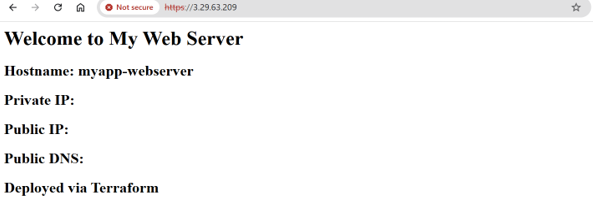 Not secure https://3.29.63.209
Welcome to My Web Server
Hostname: myapp-webserver
Private IP:
Public IP:
Public DNS:
Deployed via Terraform